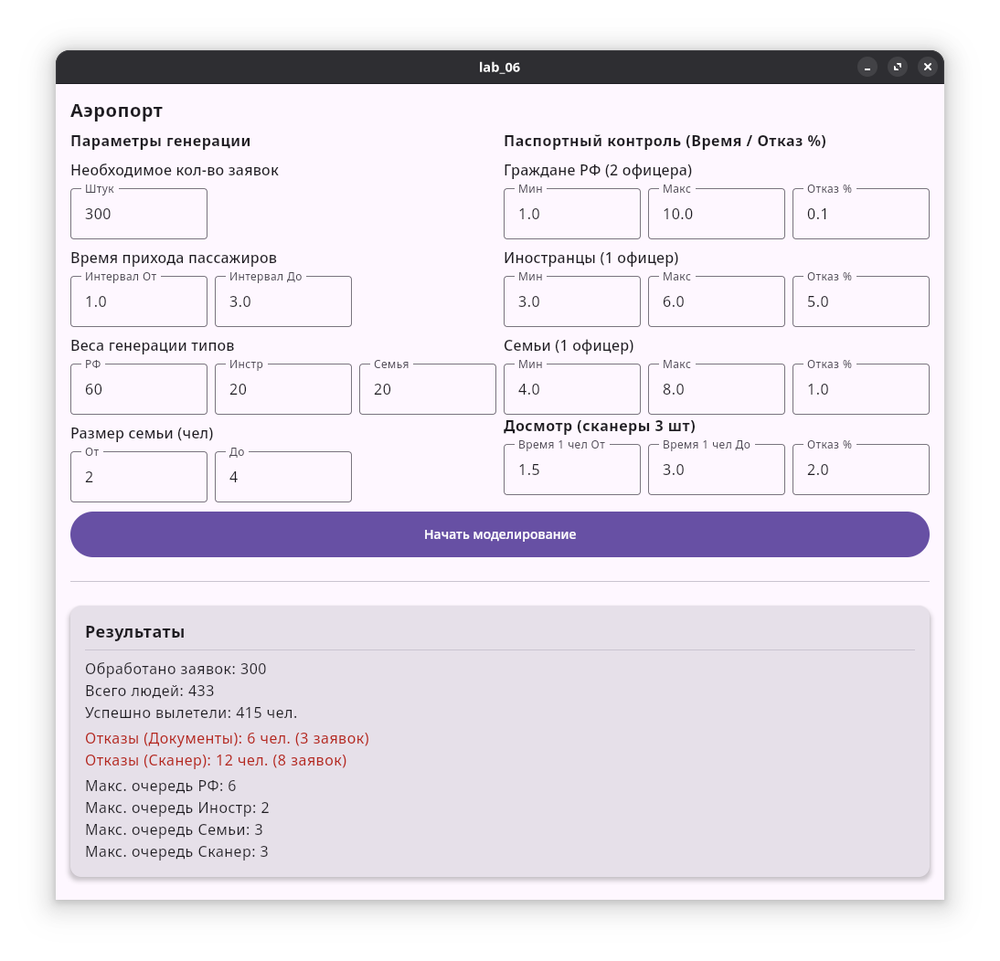 lab_06
Аэропорт
Параметры генерации
Необходимое кол-во заявок
Штук
300
Время прихода пассажиров
Интервал От
Интервал До
1.0
3.0
Веса генерации типов
РФ
Инстр
Семья
60
20
20
Размер семьи (чел)
От
До
2
4
Паспортный контроль (Время / Отказ %)
Граждане РФ (2 офицера)
Мин
Макс
Отказ %
1.0
10.0
0.1
Иностранцы (1 офицер)
Мин
Макс
Отказ %
3.0
6.0
5.0
Семьи (1 офицер)
Мин
Макс
Отказ %
4.0
8.0
1.0
Досмотр (сканеры 3 шт)
Время 1 чел От
Время 1 чел До
Отказ %
1.5
3.0
2.0
Начать моделирование
Результаты
Обработано заявок: 300
Всего людей: 433
Успешно вылетели: 415 чел.
Отказы (Документы): 6 чел. (3 заявок)
Отказы (Сканер): 12 чел. (8 заявок)
Макс. очередь РФ: 6
Макс. очередь Иностр: 2
Макс. очередь Семьи: 3
Макс. очередь Сканер: 3